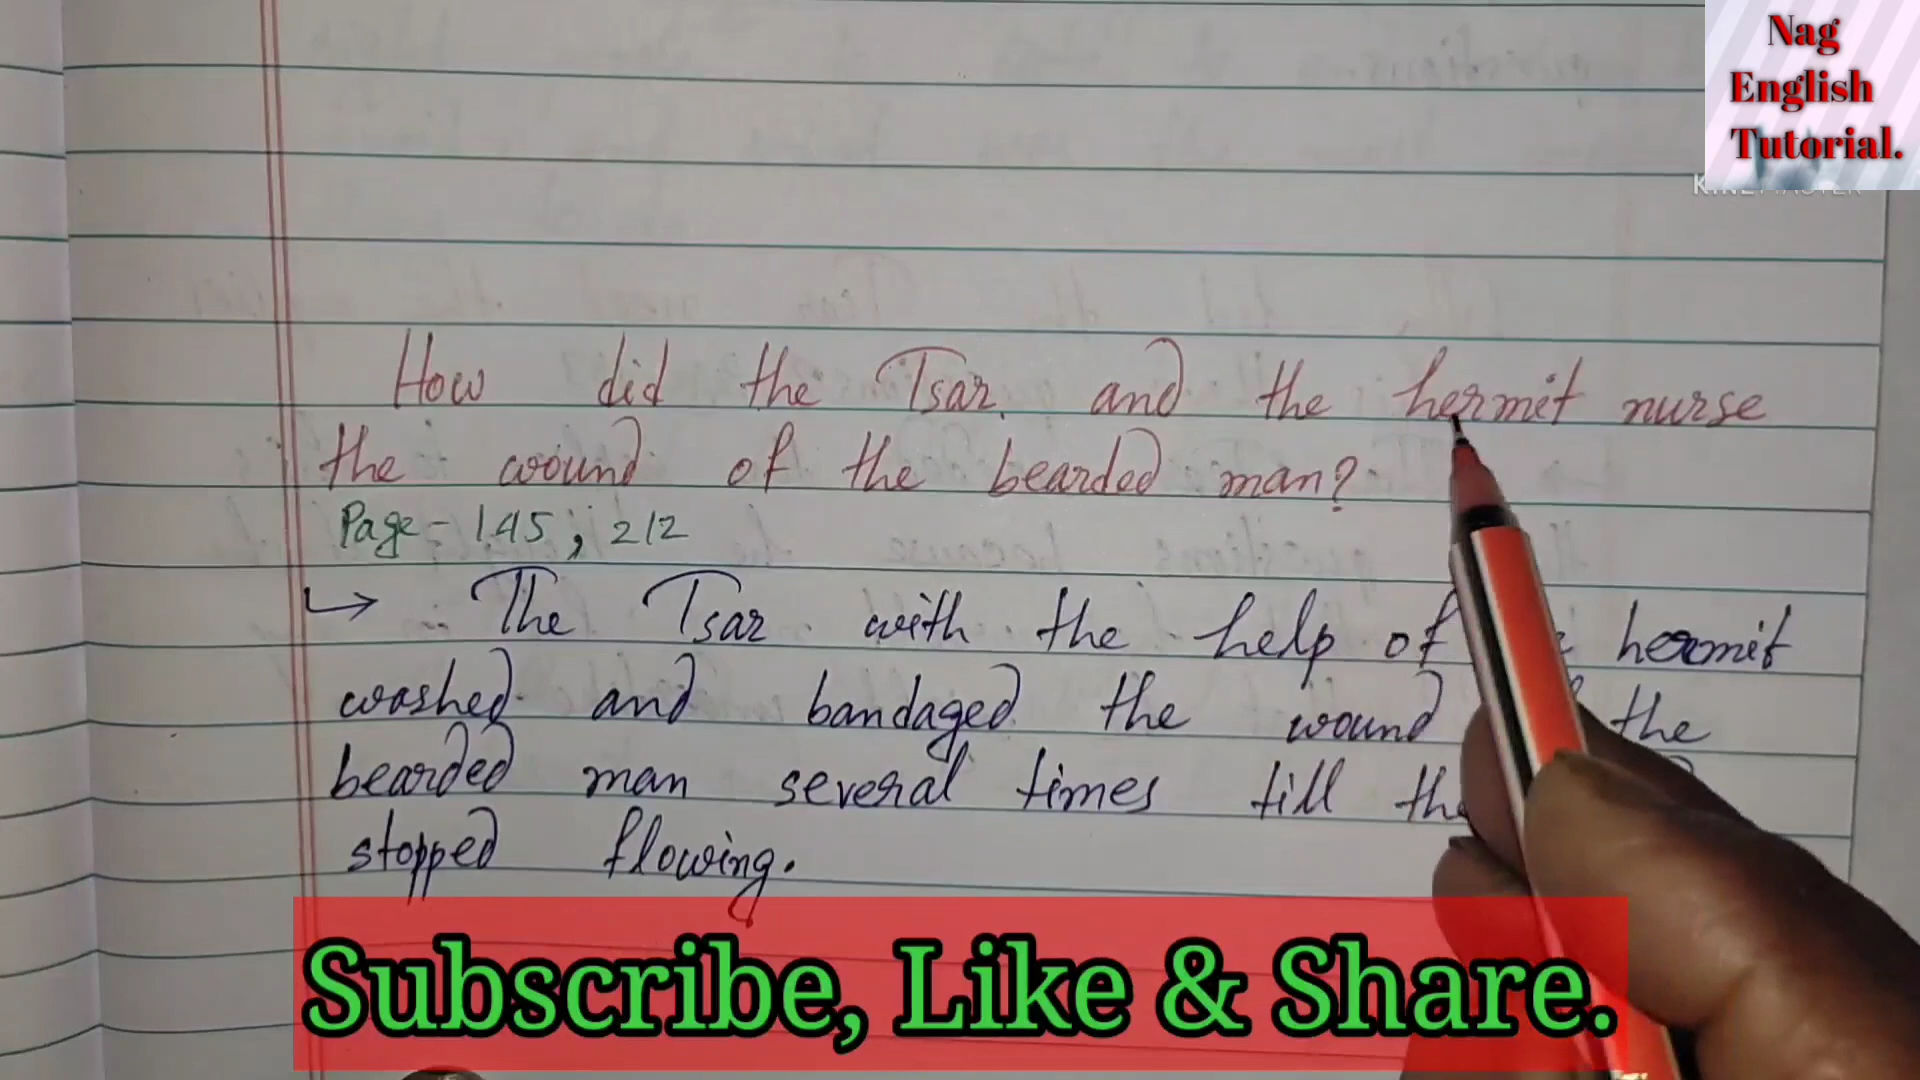 Nag
English
Tutorial.
KINEMASTER
How did the Tsar and the hermit nurse
the wound of the bearded man?
Page - 145 ; 212
↳ The Tsar with the help of hermit
washed and bandaged the wound the
bearded man several times till the
stopped flowing.
Subscribe, Like & Share.